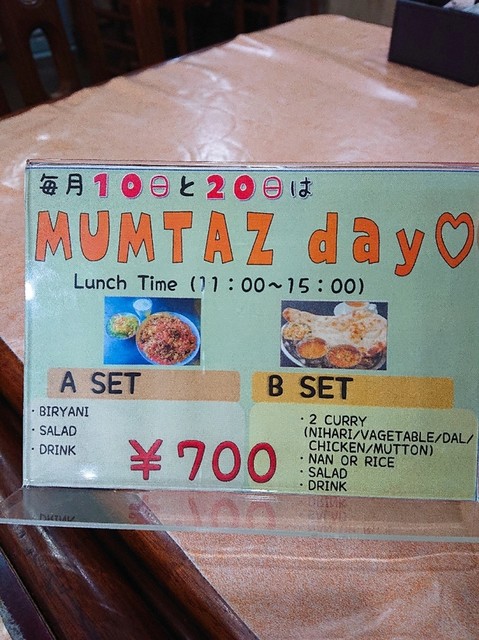 毎月10日と20日は
MUMTAZ day♡
Lunch Time (11：00～15：00)
A SET
・BIRYANI
・SALAD
・DRINK
B SET
・2 CURRY
(NIHARI/VAGETABLE/DAL/
CHICKEN/MUTTON)
・NAN OR RICE
・SALAD
・DRINK
¥700